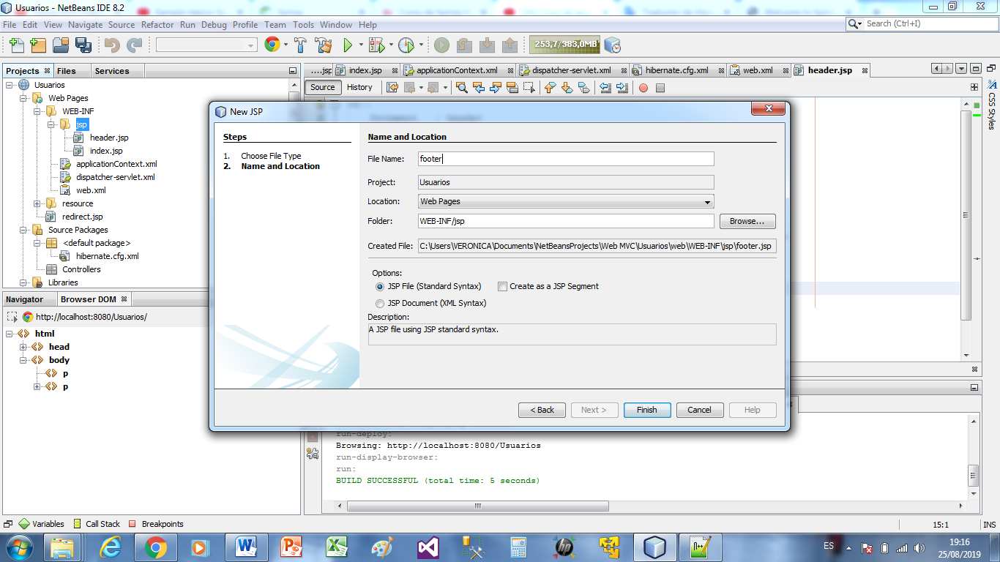 Usuarios - NetBeans IDE 8.2
File Edit View Navigate Source Refactor Run Debug Profile Team Tools Window Help
Search (Ctrl+I)
253,7/383,0MB
Projects Files Services
Usuarios
Web Pages
WEB-INF
jsp
header.jsp
index.jsp
applicationContext.xml
dispatcher-servlet.xml
web.xml
resource
redirect.jsp
Source Packages
<default package>
hibernate.cfg.xml
Controllers
Libraries
Navigator Browser DOM
http://localhost:8080/Usuarios/
html
head
body
p
p
....jsp index.jsp applicationContext.xml dispatcher-servlet.xml hibernate.cfg.xml web.xml header.jsp
Source History
CSS Styles
New JSP
Steps
1. Choose File Type
2. Name and Location
Name and Location
File Name: footer
Project: Usuarios
Location: Web Pages
Folder: WEB-INF/jsp Browse...
Created File: C:\Users\VERONICA\Documents\NetBeansProjects\Web MVC\Usuarios\web\WEB-INF\jsp\footer.jsp
Options:
JSP File (Standard Syntax) Create as a JSP Segment
JSP Document (XML Syntax)
Description:
A JSP file using JSP standard syntax.
< Back Next > Finish Cancel Help
run-deploy:
Browsing: http://localhost:8080/Usuarios
run-display-browser:
run:
BUILD SUCCESSFUL (total time: 5 seconds)
Variables Call Stack Breakpoints
15:1 INS
ES
19:16
25/08/2019